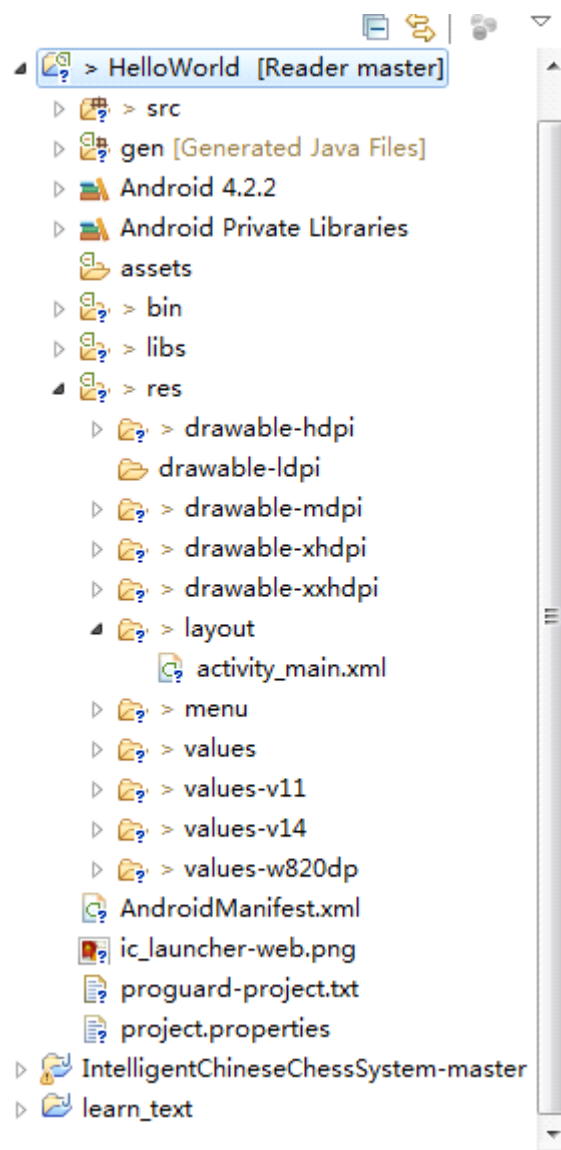 > HelloWorld [Reader master]
> src
gen [Generated Java Files]
Android 4.2.2
Android Private Libraries
assets
> bin
> libs
> res
> drawable-hdpi
drawable-ldpi
> drawable-mdpi
> drawable-xhdpi
> drawable-xxhdpi
> layout
activity_main.xml
> menu
> values
> values-v11
> values-v14
> values-w820dp
AndroidManifest.xml
ic_launcher-web.png
proguard-project.txt
project.properties
IntelligentChineseChessSystem-master
learn_text